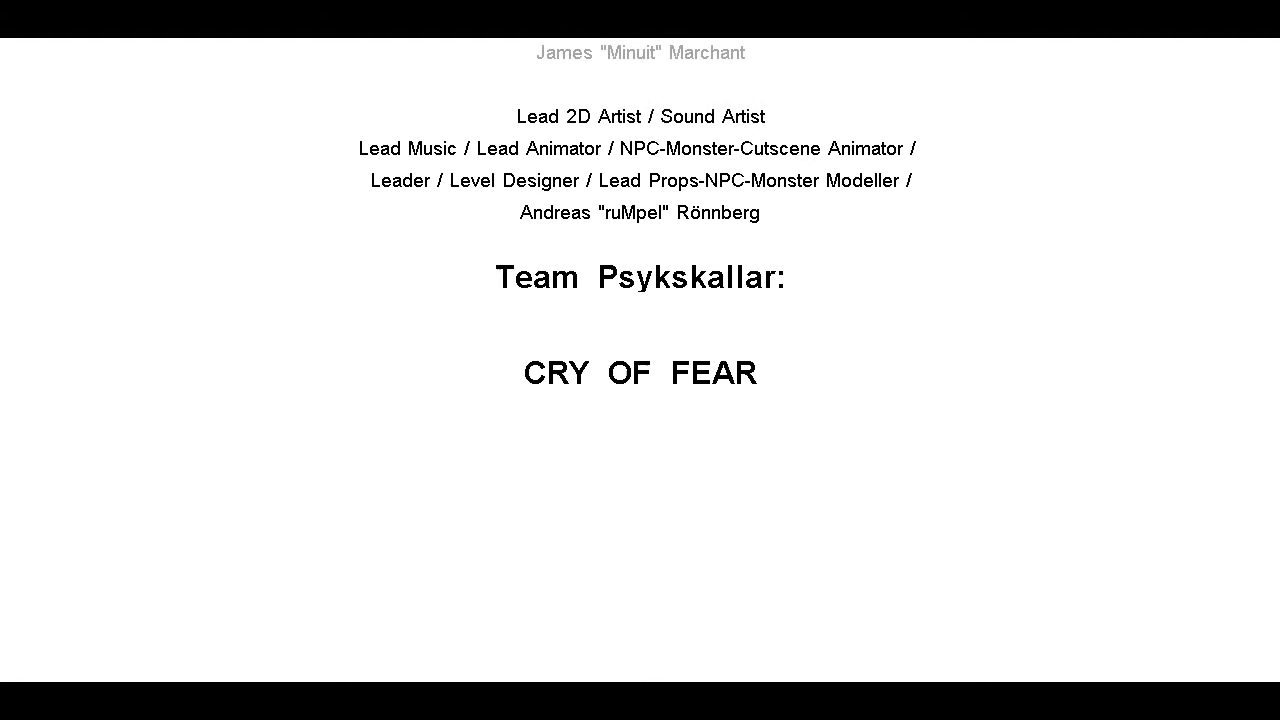 James "Minuit" Marchant
Lead 2D Artist / Sound Artist
Lead Music / Lead Animator / NPC-Monster-Cutscene Animator /
Leader / Level Designer / Lead Props-NPC-Monster Modeller /
Andreas "ruMpel" Rönnberg
Team Psykskallar:
CRY OF FEAR